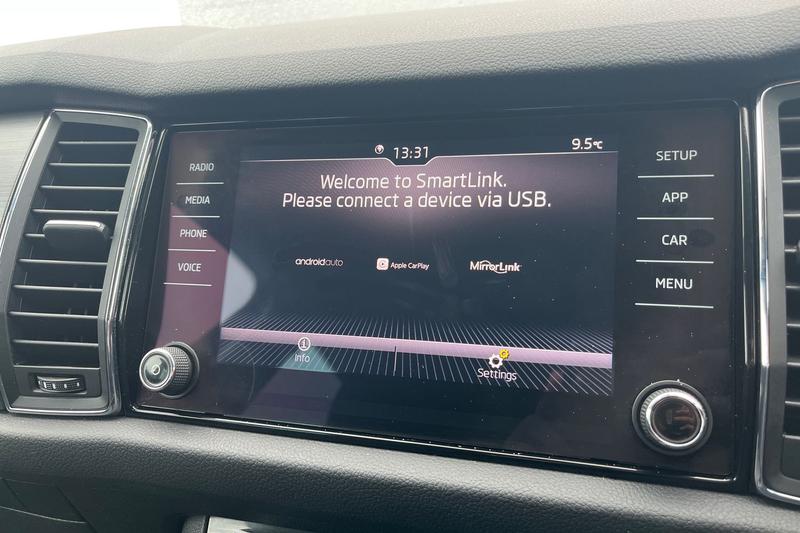 13:31
9.5°C
Welcome to SmartLink.
Please connect a device via USB.
androidauto
Apple CarPlay
MirrorLink
Info
Settings
RADIO
MEDIA
PHONE
VOICE
SETUP
APP
CAR
MENU